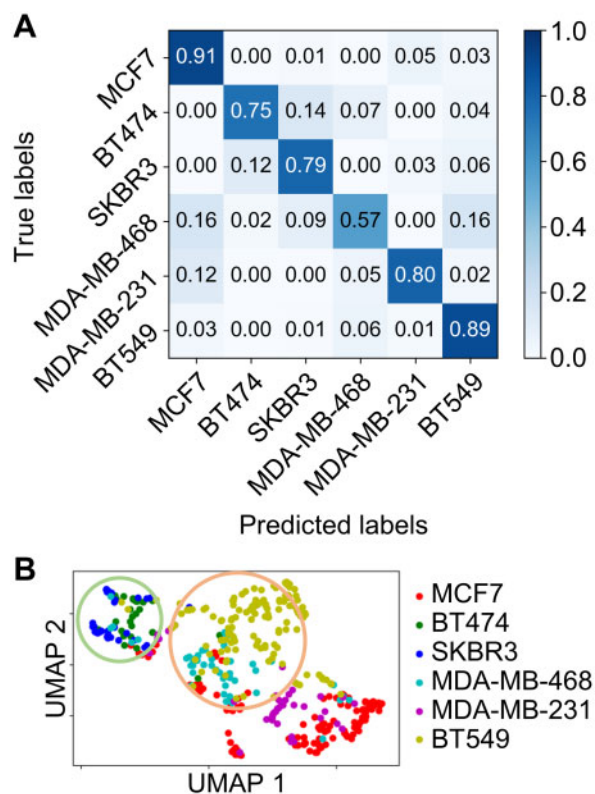 A
MCF7 0.91 0.00 0.01 0.00 0.05 0.03
BT474 0.00 0.75 0.14 0.07 0.00 0.04
SKBR3 0.00 0.12 0.79 0.00 0.03 0.06
MDA-MB-468 0.16 0.02 0.09 0.57 0.00 0.16
MDA-MB-231 0.12 0.00 0.00 0.05 0.80 0.02
BT549 0.03 0.00 0.01 0.06 0.01 0.89
True labels
MCF7 BT474 SKBR3 MDA-MB-468 MDA-MB-231 BT549
Predicted labels
1.0
0.8
0.6
0.4
0.2
0.0
B
UMAP 2
UMAP 1
MCF7
BT474
SKBR3
MDA-MB-468
MDA-MB-231
BT549